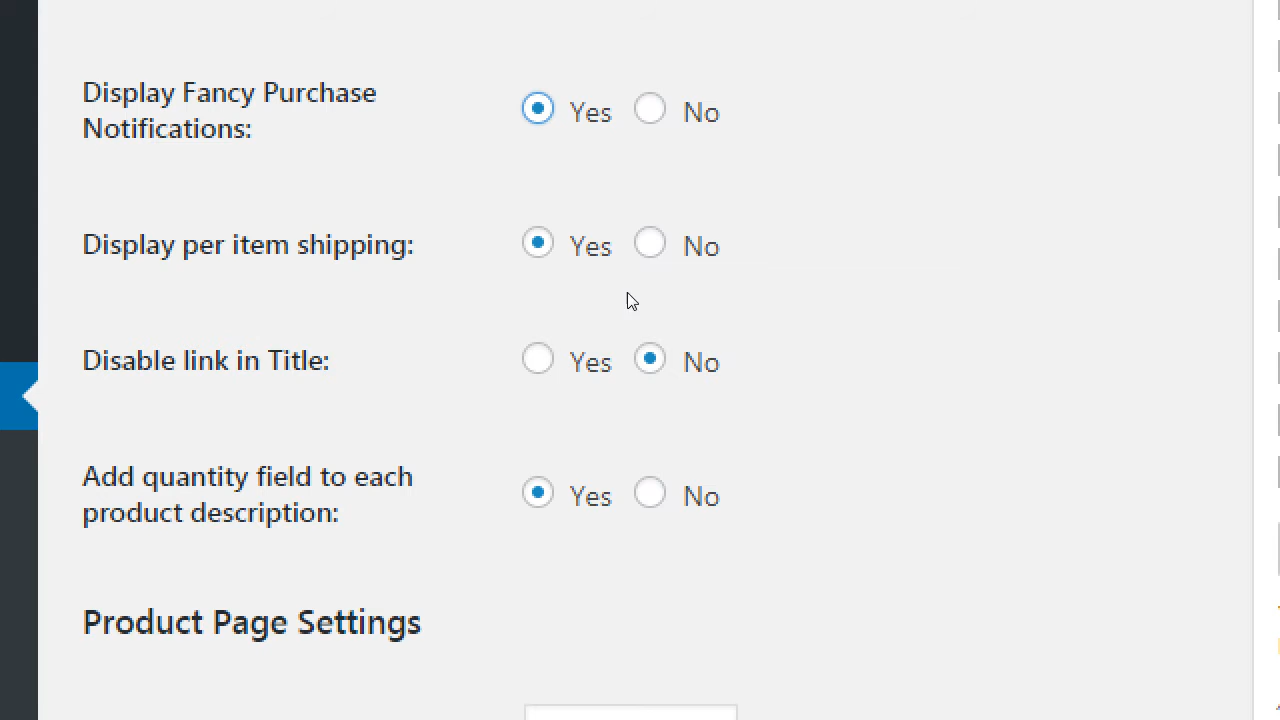 Display Fancy Purchase
Notifications:
Yes No
Display per item shipping:
Yes No
Disable link in Title:
Yes No
Add quantity field to each
product description:
Yes No
Product Page Settings